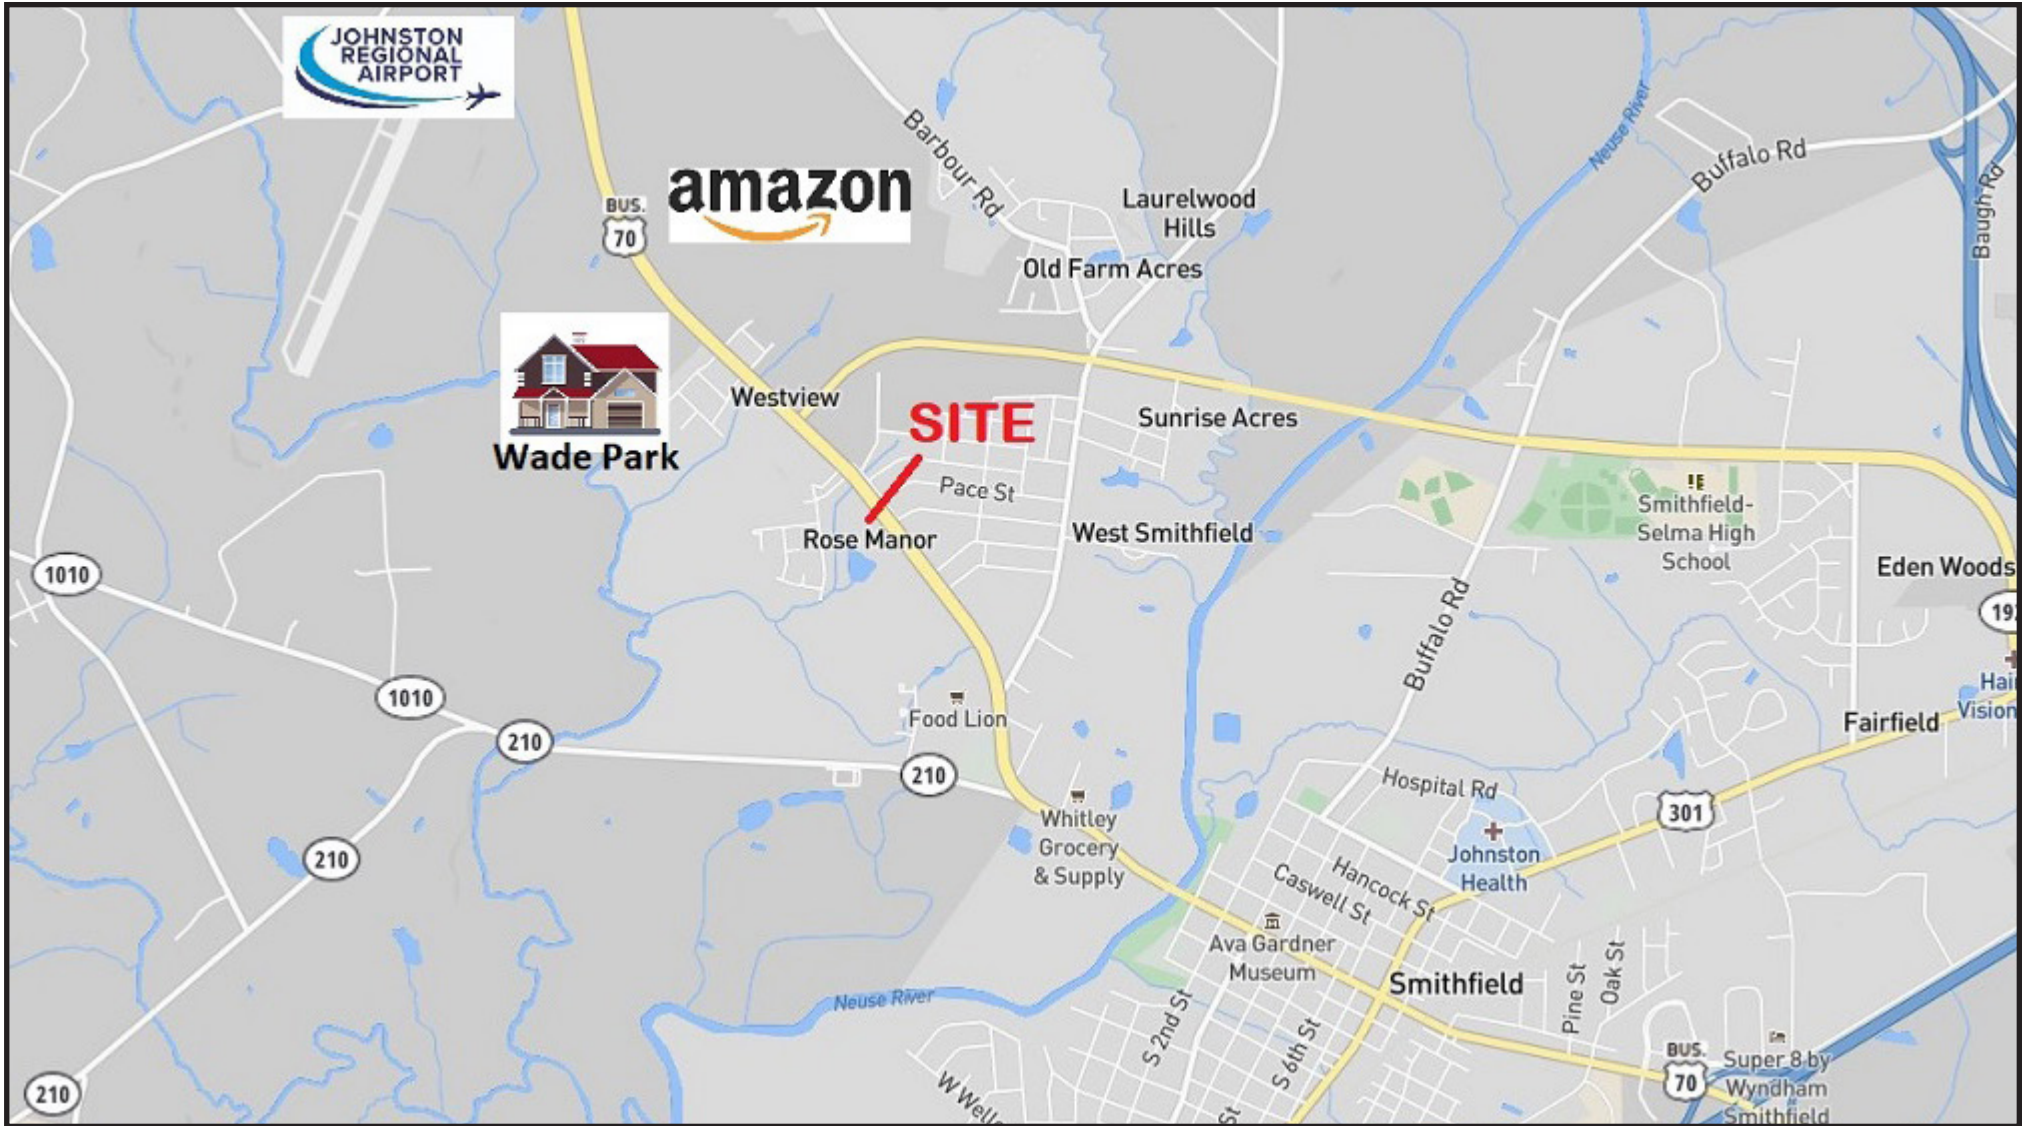 JOHNSTON
REGIONAL
AIRPORT
BUS.
70
amazon
Barbour Rd
Laurelwood
Hills
Old Farm Acres
Neuse River
Buffalo Rd
Baugh Rd
Wade Park
Westview
SITE
Sunrise Acres
Pace St
Rose Manor
West Smithfield
Smithfield-
Selma High
School
Eden Woods
1010
Buffalo Rd
1010
210
Food Lion
210
Fairfield
Vision
301
Hospital Rd
Whitley
Grocery
& Supply
Johnston
Health
Hancock St
Caswell St
210
Ava Gardner
Museum
Smithfield
Neuse River
S 2nd St
S 6th St
Pine St
Oak St
BUS.
70
Super 8 by
Wyndham
Smithfield
210
St